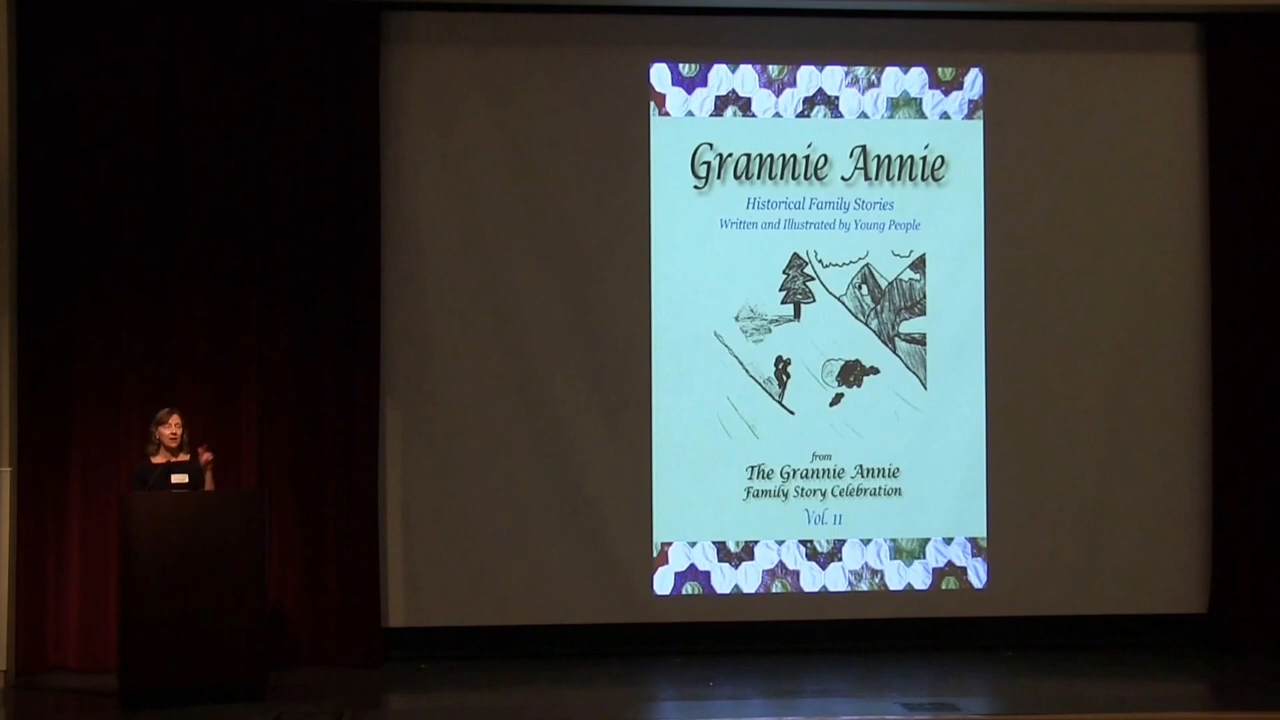 Grannie Annie
Historical Family Stories
Written and Illustrated by Young People
from
The Grannie Annie
Family Story Celebration
Vol. 11